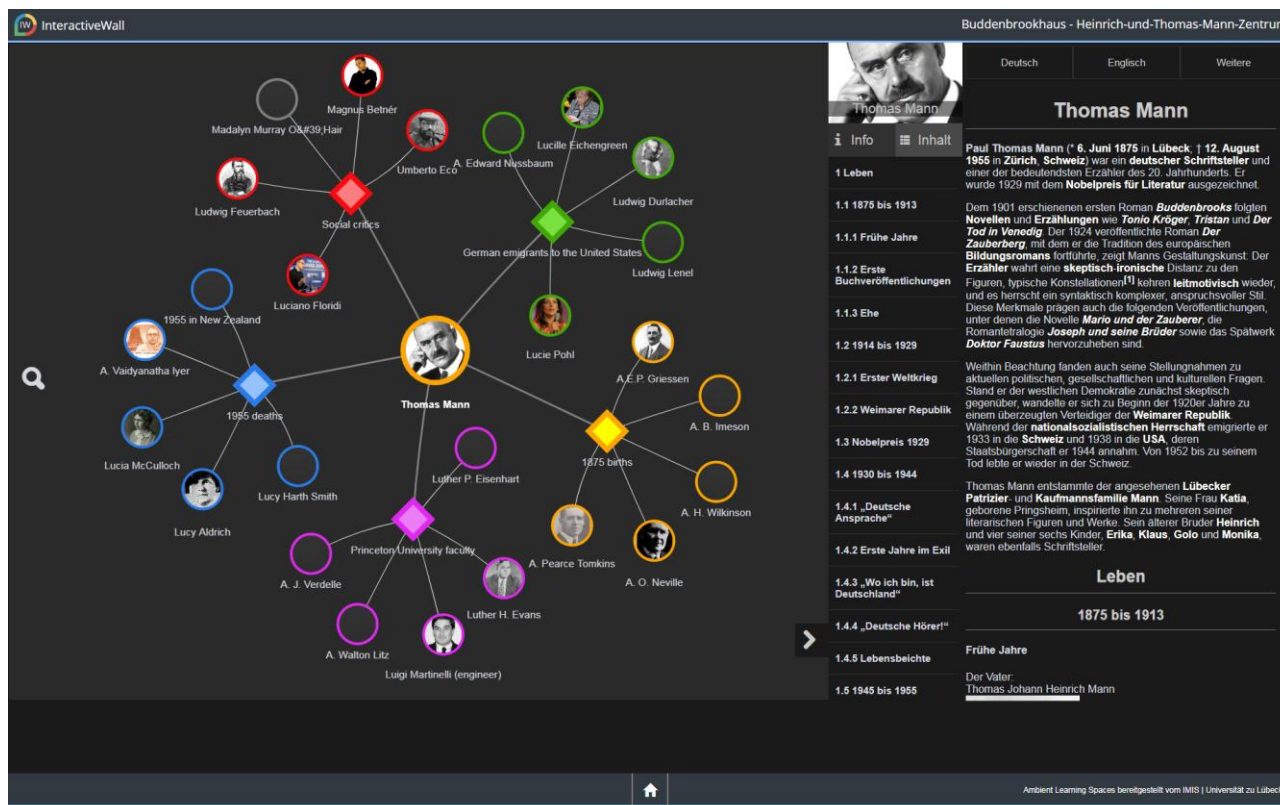 IW InteractiveWall
Buddenbrookhaus - Heinrich-und-Thomas-Mann-Zentrum
Magnus Betnér
Madalyn Murray O&#39;Hair
Umberto Eco
Ludwig Feuerbach
Social critics
Luciano Floridi
Lucille Eichengreen
A. Edward Nussbaum
Ludwig Durlacher
German emigrants to the United States
Ludwig Lenel
Lucie Pohl
1955 in New Zealand
A. Vaidyanatha Iyer
1955 deaths
Lucia McCulloch
Lucy Harth Smith
Lucy Aldrich
Thomas Mann
A.E.P. Griessen
A. B. Imeson
1875 births
A. H. Wilkinson
A. Pearce Tomkins
A. O. Neville
Luther P. Eisenhart
Princeton University faculty
A. J. Verdelle
Luther H. Evans
A. Walton Litz
Luigi Martinelli (engineer)
Thomas Mann
i Info
Inhalt
1 Leben
1.1 1875 bis 1913
1.1.1 Frühe Jahre
1.1.2 Erste
Buchveröffentlichungen
1.1.3 Ehe
1.2 1914 bis 1929
1.2.1 Erster Weltkrieg
1.2.2 Weimarer Republik
1.3 Nobelpreis 1929
1.4 1930 bis 1944
1.4.1 „Deutsche
Ansprache“
1.4.2 Erste Jahre im Exil
1.4.3 „Wo ich bin, ist
Deutschland“
1.4.4 „Deutsche Hörer!“
1.4.5 Lebensbeichte
1.5 1945 bis 1955
Deutsch
Englisch
Weitere
Thomas Mann
Paul Thomas Mann (* 6. Juni 1875 in Lübeck; † 12. August
1955 in Zürich, Schweiz) war ein deutscher Schriftsteller und
einer der bedeutendsten Erzähler des 20. Jahrhunderts. Er
wurde 1929 mit dem Nobelpreis für Literatur ausgezeichnet.
Dem 1901 erschienenen ersten Roman Buddenbrooks folgten
Novellen und Erzählungen wie Tonio Kröger, Tristan und Der
Tod in Venedig. Der 1924 veröffentlichte Roman Der
Zauberberg, mit dem er die Tradition des europäischen
Bildungsromans fortführte, zeigt Manns Gestaltungskunst: Der
Erzähler wahrt eine skeptisch-ironische Distanz zu den
Figuren, typische Konstellationen[1] kehren leitmotivisch wieder,
und es herrscht ein syntaktisch komplexer, anspruchsvoller Stil.
Diese Merkmale prägen auch die folgenden Veröffentlichungen,
unter denen die Novelle Mario und der Zauberer, die
Romantetralogie Joseph und seine Brüder sowie das Spätwerk
Doktor Faustus hervorzuheben sind.
Weithin Beachtung fanden auch seine Stellungnahmen zu
aktuellen politischen, gesellschaftlichen und kulturellen Fragen.
Stand er der westlichen Demokratie zunächst skeptisch
gegenüber, wandelte er sich zu Beginn der 1920er Jahre zu
einem überzeugten Verteidiger der Weimarer Republik.
Während der nationalsozialistischen Herrschaft emigrierte er
1933 in die Schweiz und 1938 in die USA, deren
Staatsbürgerschaft er 1944 annahm. Von 1952 bis zu seinem
Tod lebte er wieder in der Schweiz.
Thomas Mann entstammte der angesehenen Lübecker
Patrizier- und Kaufmannsfamilie Mann. Seine Frau Katia,
geborene Pringsheim, inspirierte ihn zu mehreren seiner
literarischen Figuren und Werke. Sein älterer Bruder Heinrich
und vier seiner sechs Kinder, Erika, Klaus, Golo und Monika,
waren ebenfalls Schriftsteller.
Leben
1875 bis 1913
Frühe Jahre
Der Vater:
Thomas Johann Heinrich Mann
Ambient Learning Spaces bereitgestellt vom IMIS | Universität zu Lübeck